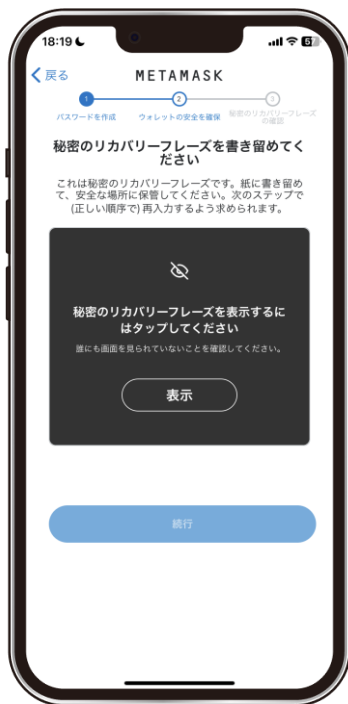 18:19
67
戻る
METAMASK
1
2
3
パスワードを作成
ウォレットの安全を確保
秘密のリカバリーフレーズ
の確認
秘密のリカバリーフレーズを書き留めてく
ださい
これは秘密のリカバリーフレーズです。紙に書き留め
て、安全な場所に保管してください。次のステップで
(正しい順序で) 再入力するよう求められます。
秘密のリカバリーフレーズを表示するに
はタップしてください
誰にも画面を見られていないことを確認してください。
表示
続行